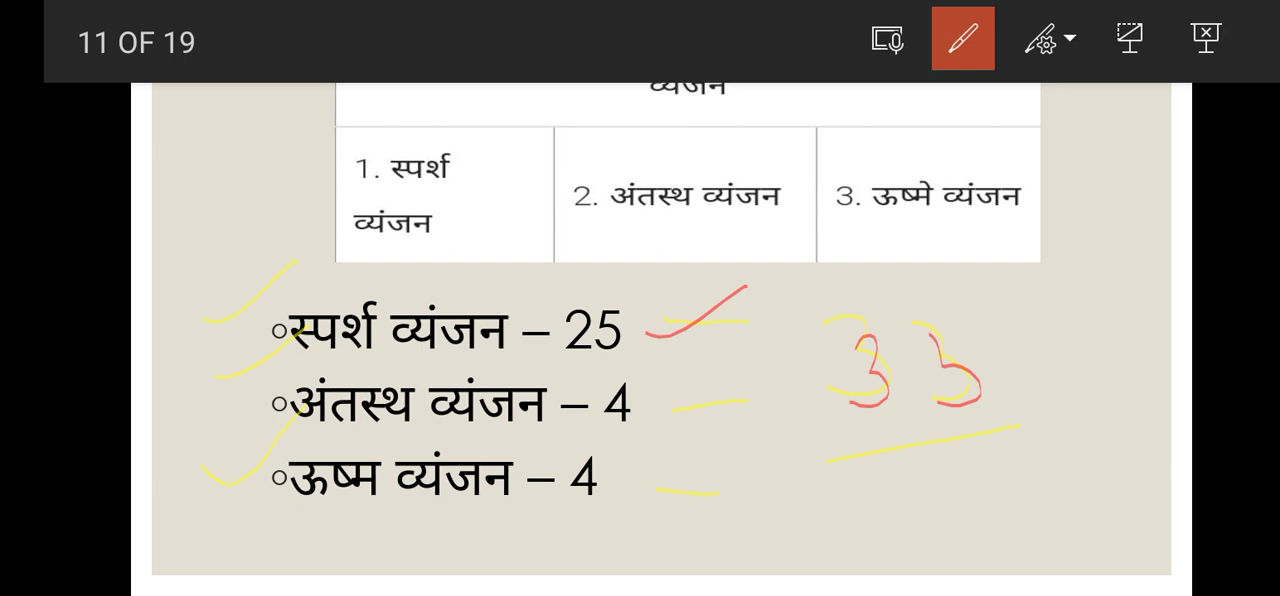 11 OF 19
व्यंजन
1. स्पर्श
व्यंजन
2. अंतस्थ व्यंजन
3. ऊष्मे व्यंजन
◦स्पर्श व्यंजन – 25
◦अंतस्थ व्यंजन – 4
◦ऊष्म व्यंजन – 4
33